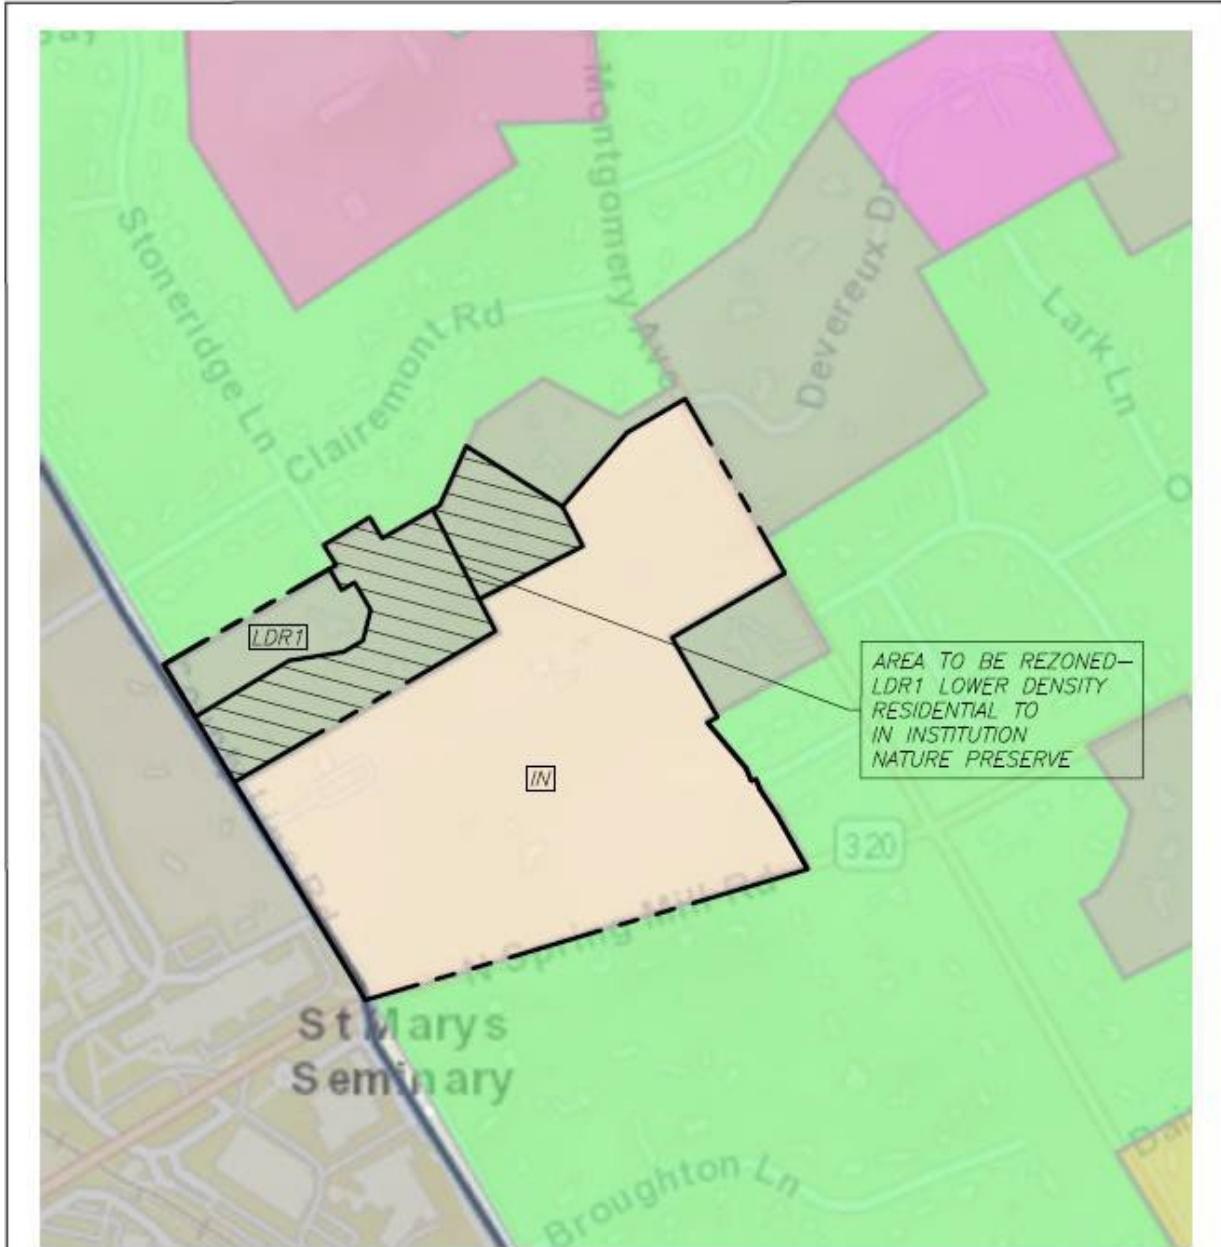 Montgomery Ave
Stoneridge Ln
Clairemont Rd
Devereux Dr
Lark Ln
LDR1
AREA TO BE REZONED—
LDR1 LOWER DENSITY
RESIDENTIAL TO
IN INSTITUTION
NATURE PRESERVE
IN
320
N Spring Mill Rd
St Marys
Seminary
Broughton Ln